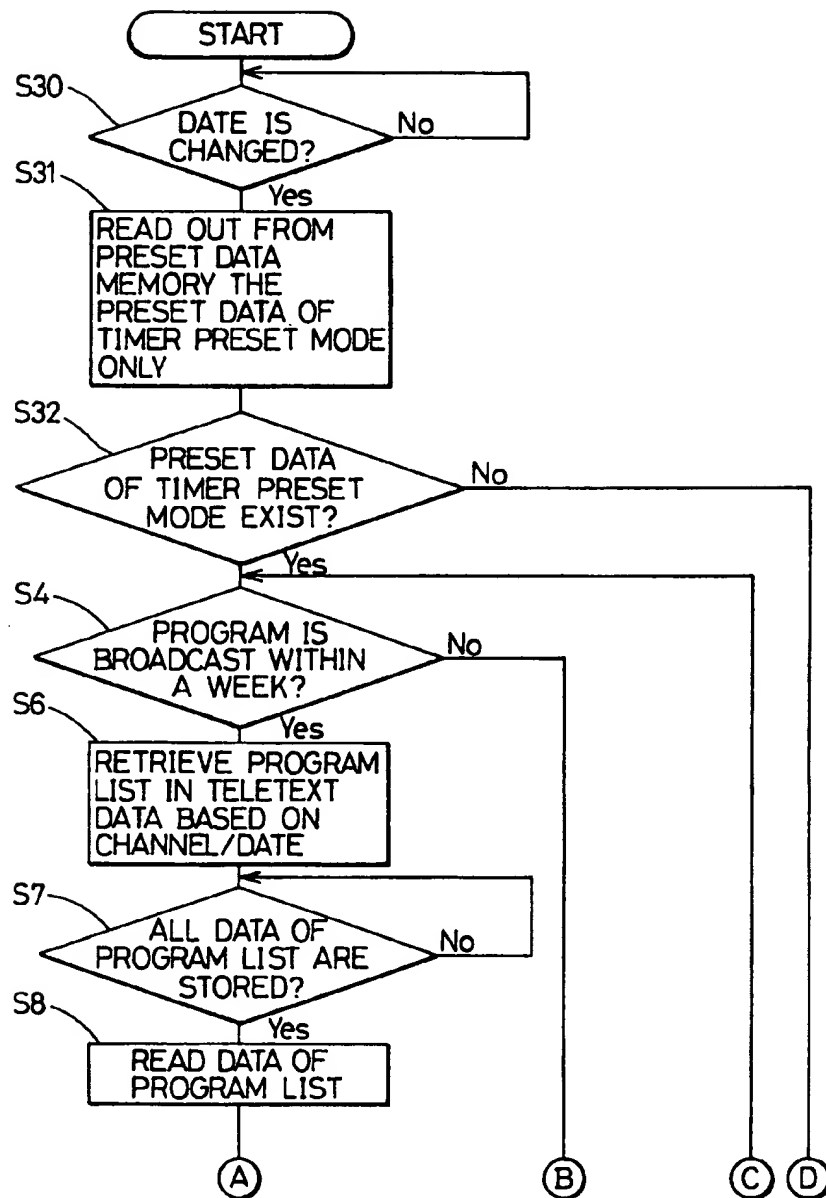 START
S30
DATE IS
CHANGED?
No
Yes
S31
READ OUT FROM
PRESET DATA
MEMORY THE
PRESET DATA OF
TIMER PRESET MODE
ONLY
S32
PRESET DATA
OF TIMER PRESET
MODE EXIST?
No
Yes
S4
PROGRAM IS
BROADCAST WITHIN
A WEEK?
No
Yes
S6
RETRIEVE PROGRAM
LIST IN TELETEXT
DATA BASED ON
CHANNEL/DATE
S7
ALL DATA OF
PROGRAM LIST ARE
STORED?
No
Yes
S8
READ DATA OF
PROGRAM LIST
A
B
C
D